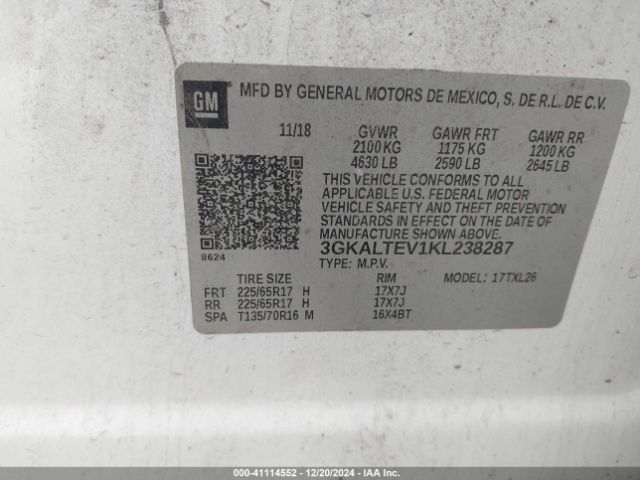 GM MFD BY GENERAL MOTORS DE MEXICO, S. DE R.L. DE C.V.
11/18 GVWR GAWR FRT GAWR RR
2100 KG 1175 KG 1200 KG
4630 LB 2590 LB 2645 LB
THIS VEHICLE CONFORMS TO ALL
APPLICABLE U.S. FEDERAL MOTOR
VEHICLE SAFETY AND THEFT PREVENTION
STANDARDS IN EFFECT ON THE DATE OF
MANUFACTURE SHOWN ABOVE.
8624 3GKALTEV1KL238287
TYPE: M.P.V. MODEL: 17TXL26
TIRE SIZE RIM
FRT 225/65R17 H 17X7J
RR 225/65R17 H 17X7J
SPA T135/70R16 M 16X4BT
000-41114552 | 12/20/2024 - IAA Inc.